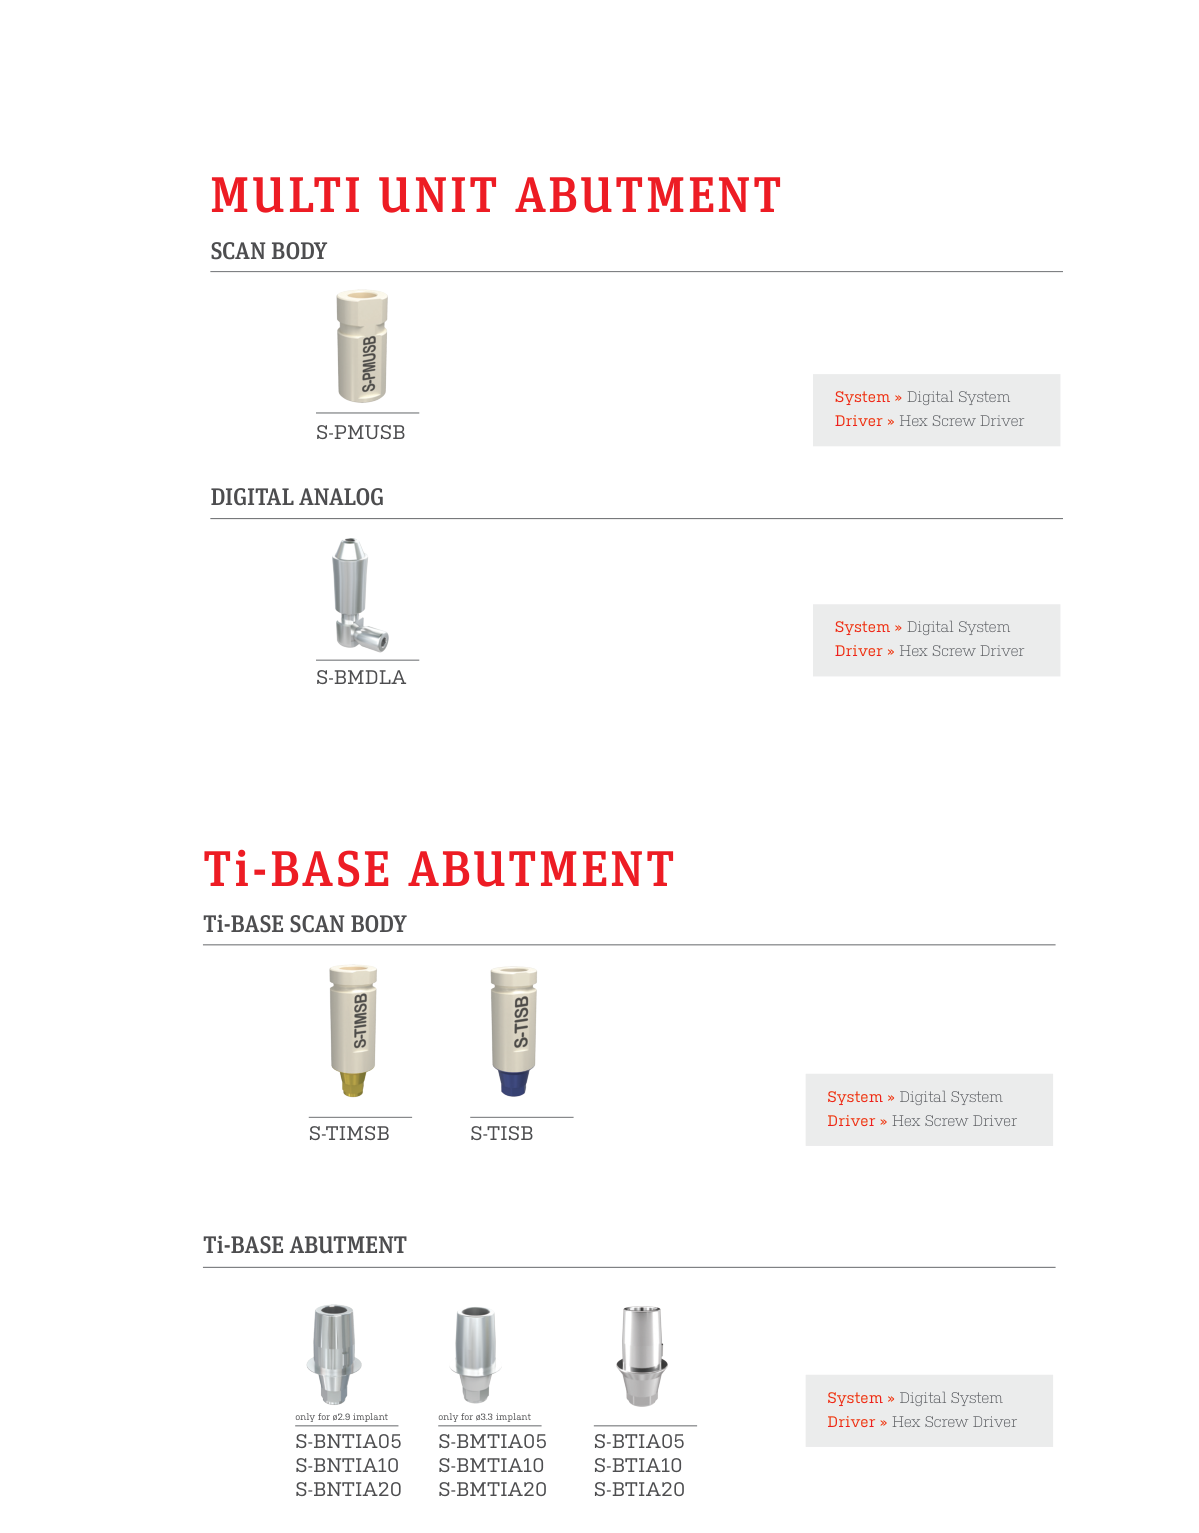 MULTI UNIT ABUTMENT
SCAN BODY
S-PMUSB
S-PMUSB
System » Digital System
Driver » Hex Screw Driver
DIGITAL ANALOG
S-BMDLA
System » Digital System
Driver » Hex Screw Driver
Ti-BASE ABUTMENT
Ti-BASE SCAN BODY
S-TIMSB
S-TISB
S-TIMSB
S-TISB
System » Digital System
Driver » Hex Screw Driver
Ti-BASE ABUTMENT
only for ø2.9 implant
S-BNTIA05
S-BNTIA10
S-BNTIA20
only for ø3.3 implant
S-BMTIA05
S-BMTIA10
S-BMTIA20
S-BTIA05
S-BTIA10
S-BTIA20
System » Digital System
Driver » Hex Screw Driver